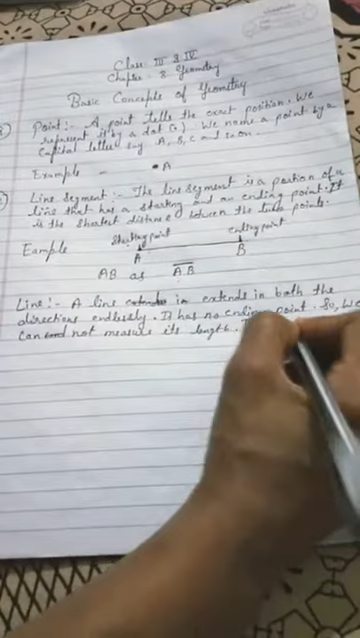 Class III & IV
Chapter - 8 Geometry
Basic Concepts of Geometry
Point:- A point tells the exact position. We
represent it by a dot (.). We name a point by a
capital letter say A, B, C and so on.
Example - • A
Line Segment :- The line segment is a portion of a
line that has a starting and an ending point. It
is the shortest distance between the two points.
Eample
starting point ending point
A B
AB as AB
Line :- A line in extends in both the
directions endlessly. It has no ending point. So, we
can not measure its length.